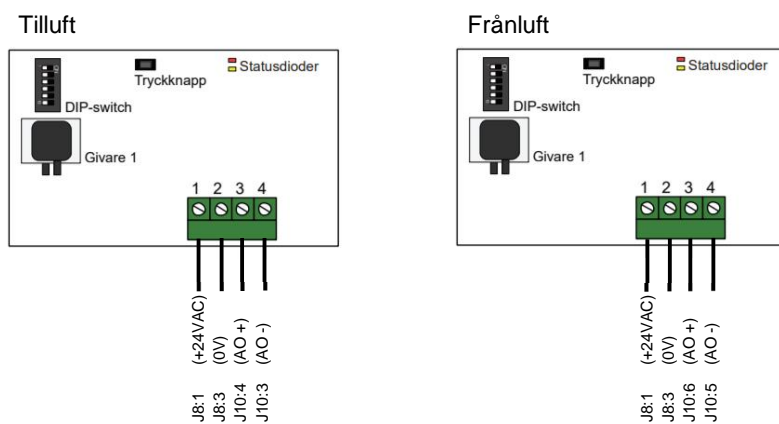 Tilluft
Tryckknapp
Statusdioder
DIP-switch
Givare 1
1 2 3 4
J8:1 (+24VAC)
J8:3 (0V)
J10:4 (AO +)
J10:3 (AO -)
Frånluft
Tryckknapp
Statusdioder
DIP-switch
Givare 1
1 2 3 4
J8:1 (+24VAC)
J8:3 (0V)
J10:6 (AO +)
J10:5 (AO -)